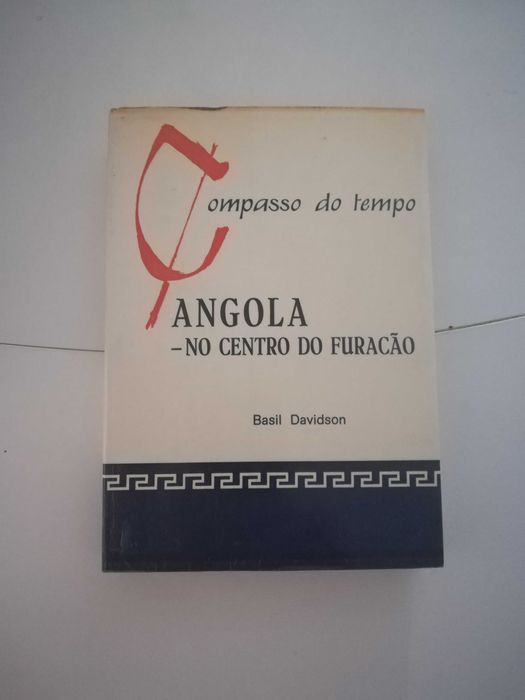 Compasso do tempo
ANGOLA
– NO CENTRO DO FURACÃO
Basil Davidson